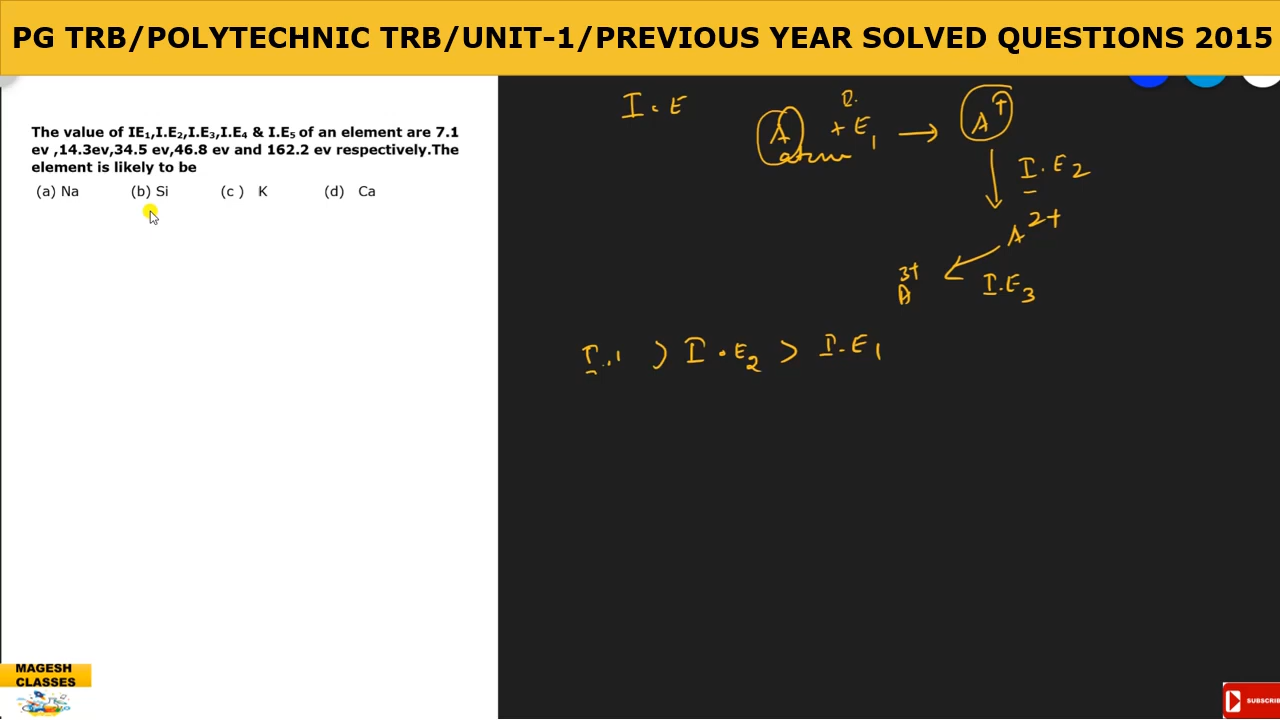 PG TRB/POLYTECHNIC TRB/UNIT-1/PREVIOUS YEAR SOLVED QUESTIONS 2015
The value of IE₁,I.E₂,I.E₃,I.E₄ & I.E₅ of an element are 7.1
ev ,14.3ev,34.5 ev,46.8 ev and 162.2 ev respectively.The
element is likely to be
(a) Na (b) Si (c ) K (d) Ca
I.E
A + E₁ → A⁺
atom
I.E₂
A²⁺
3+
A I.E₃
> I.E₂ > I.E₁
MAGESH
CLASSES
SUBSC